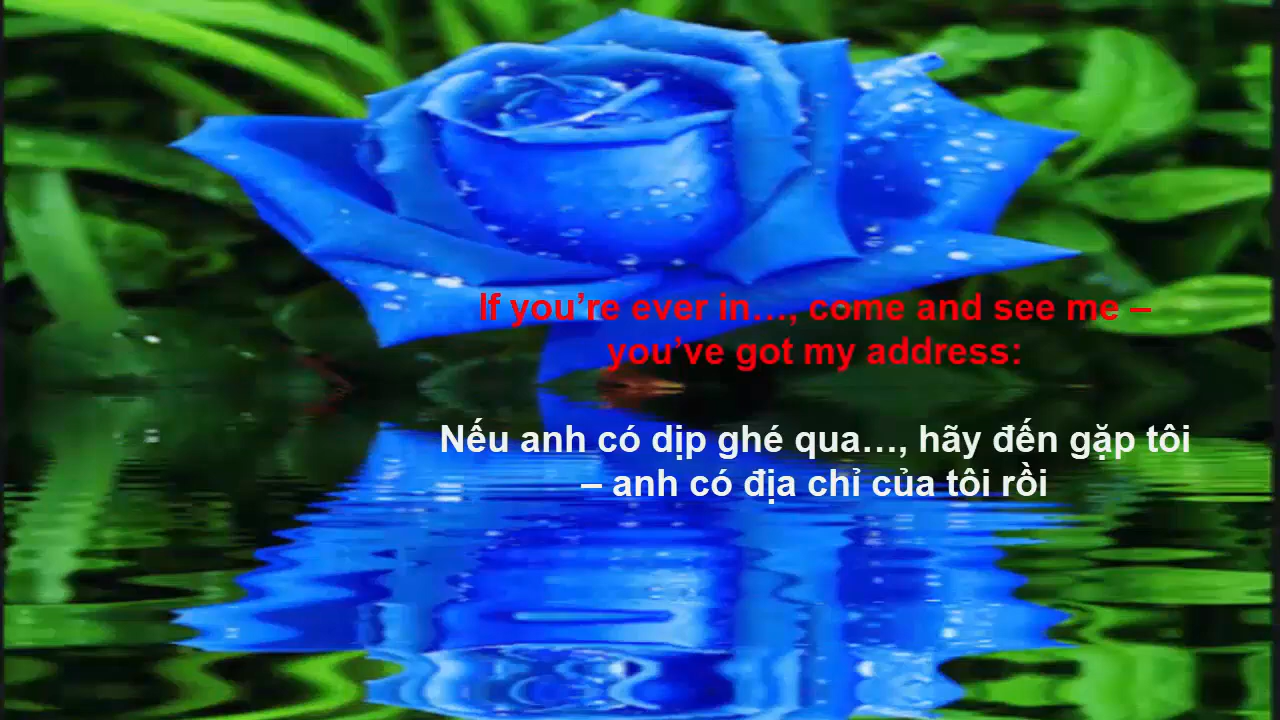 If you’re ever in…, come and see me –
you’ve got my address:
Nếu anh có dịp ghé qua…, hãy đến gặp tôi
– anh có địa chỉ của tôi rồi